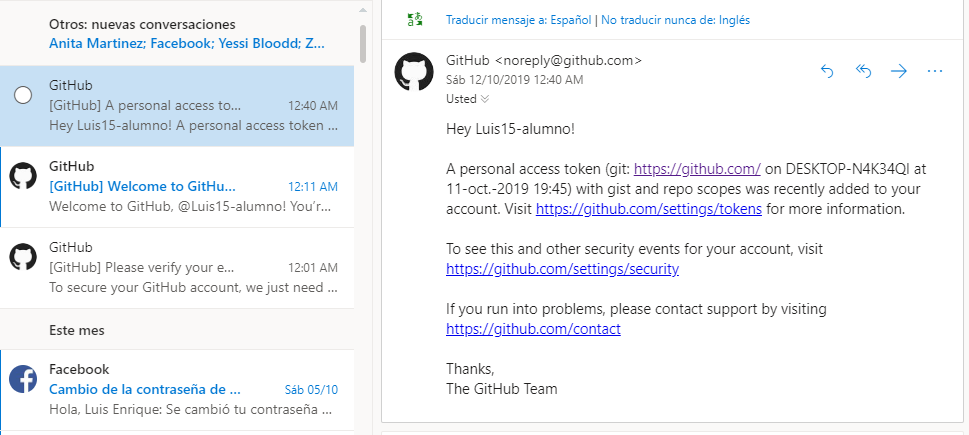 Otros: nuevas conversaciones
Anita Martinez; Facebook; Yessi Bloodd; Z...
GitHub
[GitHub] A personal access to... 12:40 AM
Hey Luis15-alumno! A personal access token ...
GitHub
[GitHub] Welcome to GitHu... 12:11 AM
Welcome to GitHub, @Luis15-alumno! You'r...
GitHub
[GitHub] Please verify your e... 12:01 AM
To secure your GitHub account, we just need ...
Este mes
Facebook
Cambio de la contraseña de ... Sáb 05/10
Hola, Luis Enrique: Se cambió tu contraseña ...
Traducir mensaje a: Español | No traducir nunca de: Inglés
GitHub <noreply@github.com>
Sáb 12/10/2019 12:40 AM
Usted
Hey Luis15-alumno!
A personal access token (git: https://github.com/ on DESKTOP-N4K34QI at
11-oct.-2019 19:45) with gist and repo scopes was recently added to your
account. Visit https://github.com/settings/tokens for more information.
To see this and other security events for your account, visit
https://github.com/settings/security
If you run into problems, please contact support by visiting
https://github.com/contact
Thanks,
The GitHub Team